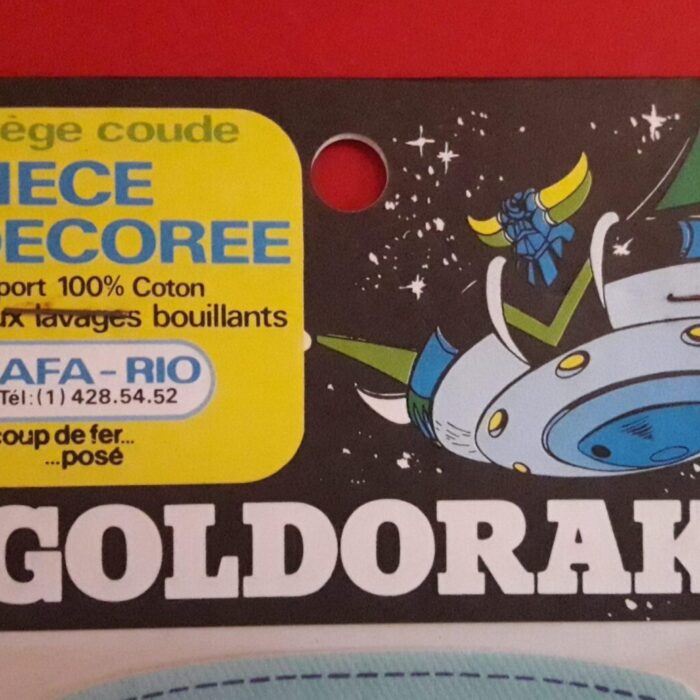 ège coude
IECE
DECOREE
port 100% Coton
ux lavages bouillants
AFA-RIO
Tél:(1) 428.54.52
coup de fer...
...posé
GOLDORAK